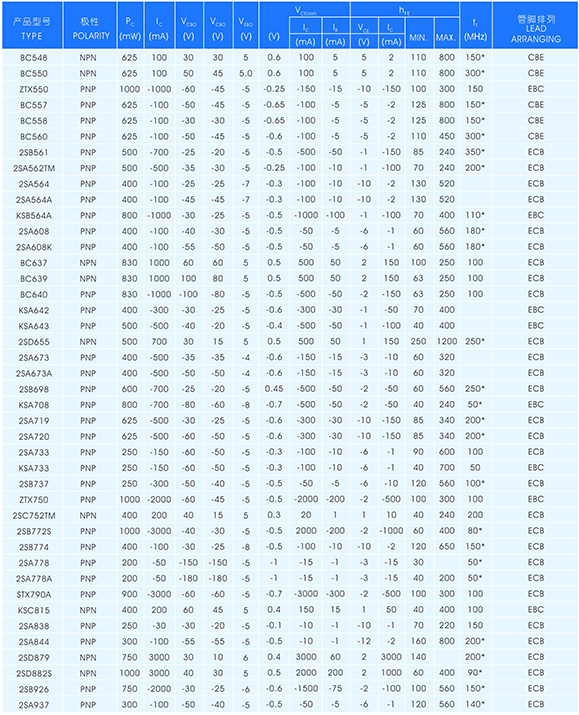 产品型号 TYPE 极性 POLARITY PC (mW) IC (mA) VCBO (V) VCBO (V) VEBO (V) VCE(sat) (V) IC (mA) IB (mA) hFE VCE (V) IC (mA) MIN. MAX. fT (MHz) 管脚排列 LEAD ARRANGING
BC548 NPN 625 100 30 30 5 0.6 100 5 5 2 110 800 150* CBE
BC550 NPN 625 100 50 45 5.0 0.6 100 5 5 2 110 800 300* CBE
ZTX550 PNP 1000 -1000 -60 -45 -5 -0.25 -150 -15 -10 -150 100 300 150 EBC
BC557 PNP 625 -100 -50 -45 -5 -0.65 -100 -5 -5 -2 125 800 150* CBE
BC558 PNP 625 -100 -30 -30 -5 -0.65 -100 -5 -5 -2 125 800 150* CBE
BC560 PNP 625 -100 -50 -45 -5 -0.6 -100 -5 -5 -2 110 450 300* CBE
2SB561 PNP 500 -700 -25 -20 -5 -0.5 -500 -50 -1 -150 85 240 350* ECB
2SA562TM PNP 500 -500 -35 -30 -5 -0.25 -100 -10 -1 -100 70 240 200* ECB
2SA564 PNP 400 -100 -25 -25 -7 -0.3 -100 -10 -10 -2 130 520 ECB
2SA564A PNP 400 -100 -45 -45 -7 -0.3 -100 -10 -10 -2 130 520 ECB
KSB564A PNP 800 -1000 -30 -25 -5 -0.5 -1000 -100 -1 -100 70 400 110* EBC
2SA608 PNP 400 -100 -40 -30 -5 -0.5 -50 -5 -6 -1 60 560 180* ECB
2SA608K PNP 400 -100 -55 -50 -5 -0.5 -50 -5 -6 -1 60 560 180* ECB
BC637 NPN 830 1000 60 60 5 0.5 500 50 2 150 63 250 100 ECB
BC639 NPN 830 1000 100 80 5 0.5 500 50 2 150 63 250 100 ECB
BC640 PNP 830 -1000 -100 -80 -5 -0.5 -500 -50 -2 -150 63 250 100 ECB
KSA642 PNP 400 -300 -30 -25 -5 -0.6 -300 -30 -1 -50 70 400 EBC
KSA643 PNP 500 -500 -40 -20 -5 -0.4 -500 -50 -1 -100 40 400 EBC
2SD655 NPN 500 700 30 15 5 0.5 500 50 1 150 250 1200 250* ECB
2SA673 PNP 400 -500 -35 -35 -4 -0.6 -150 -15 -3 -10 60 320 ECB
2SA673A PNP 400 -500 -50 -50 -4 -0.6 -150 -15 -3 -10 60 320 ECB
2SB698 PNP 600 -700 -25 -20 -5 0.45 -500 -50 -2 -50 60 560 250* ECB
KSA708 PNP 800 -700 -80 -60 -8 -0.7 -500 -50 -2 -50 40 240 50* EBC
2SA719 PNP 625 -500 -30 -25 -5 -0.6 -300 -30 -10 -150 85 340 200* ECB
2SA720 PNP 625 -500 -60 -50 -5 -0.6 -300 -30 -10 -150 85 340 200* ECB
2SA733 PNP 250 -150 -60 -50 -5 -0.3 -100 -10 -6 -1 90 600 100 ECB
KSA733 PNP 250 -150 -60 -50 -5 -0.3 -100 -10 -6 -1 40 700 50 EBC
2SB737 PNP 250 -300 -50 -40 -5 -0.5 -50 -5 -6 -10 120 560 100* ECB
ZTX750 PNP 1000 -2000 -60 -45 -5 -0.5 -2000 -200 -2 -500 100 300 100 EBC
2SC752TM NPN 400 200 40 15 5 0.3 20 1 1 10 40 240 200 ECB
2SB772S PNP 1000 -3000 -40 -30 -5 -0.5 2000 -200 -2 -1000 60 400 80* ECB
2SB774 PNP 400 -100 -30 -25 -8 -0.5 -100 -10 -10 -2 120 650 150* ECB
2SA778 PNP 200 -50 -150 -150 -5 -1 -15 -1 -3 -15 30 50* ECB
2SA778A PNP 200 -50 -180 -180 -5 -1 -15 -1 -3 -15 40 200 50* ECB
STX790A PNP 900 -3000 -60 -60 -5 -0.7 -3000 -300 -2 -500 100 300 100 ECB
KSC815 NPN 400 200 60 45 5 0.4 150 15 1 50 40 400 100 EBC
2SA838 PNP 250 -30 -30 -20 -5 -0.1 -10 -1 -10 -1 70 220 150 ECB
2SA844 PNP 300 -100 -55 -55 -5 -0.5 -10 -1 -12 -2 160 800 200* ECB
2SD879 NPN 750 3000 30 10 6 0.4 3000 60 2 3000 140 200* ECB
2SD882S NPN 1000 3000 40 30 5 0.5 2000 200 2 1000 60 400 90* ECB
2SB926 PNP 750 -2000 -30 -25 -6 -0.6 -1500 -75 -2 -100 100 560 150* ECB
2SA937 PNP 300 -100 -50 -40 -5 -0.5 -50 -5 -6 -1 120 560 140* ECB